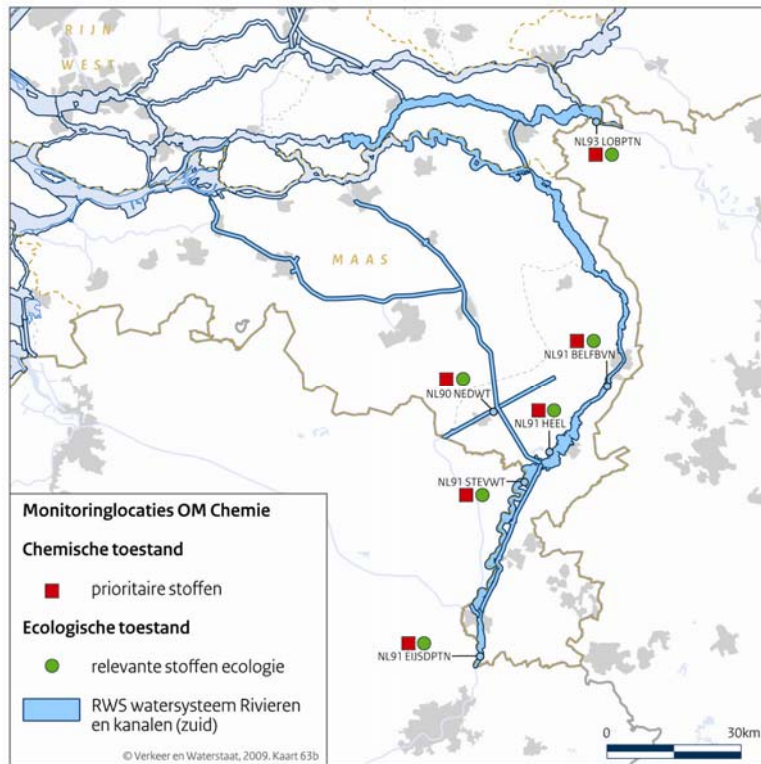 RIJN
WEST
NL93 LOBPTN
MAAS
NL91 BELFBVN
NL90 NEDWT
NL91 HEEL
NL91 STEVWT
NL91 EIJSDPTN
Monitoringlocaties OM Chemie
Chemische toestand
prioritaire stoffen
Ecologische toestand
relevante stoffen ecologie
RWS watersysteem Rivieren
en kanalen (zuid)
© Verkeer en Waterstaat, 2009. Kaart 63b
0 30km